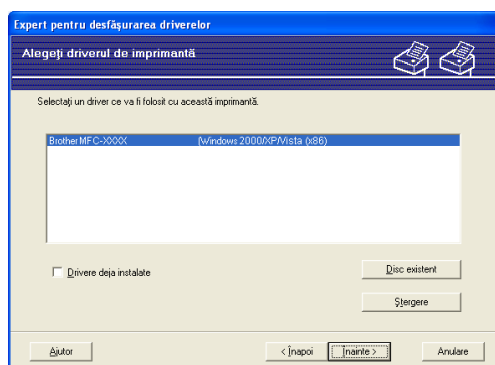 Expert pentru desfăşurarea driverelor
Alegeţi driverul de imprimantă
Selectaţi un driver ce va fi folosit cu această imprimantă.
Brother MFC-XXXX (Windows 2000/XP/Vista (x86)
Drivere deja instalate
Disc existent
Ştergere
Ajutor
< Înapoi
Înainte >
Anulare